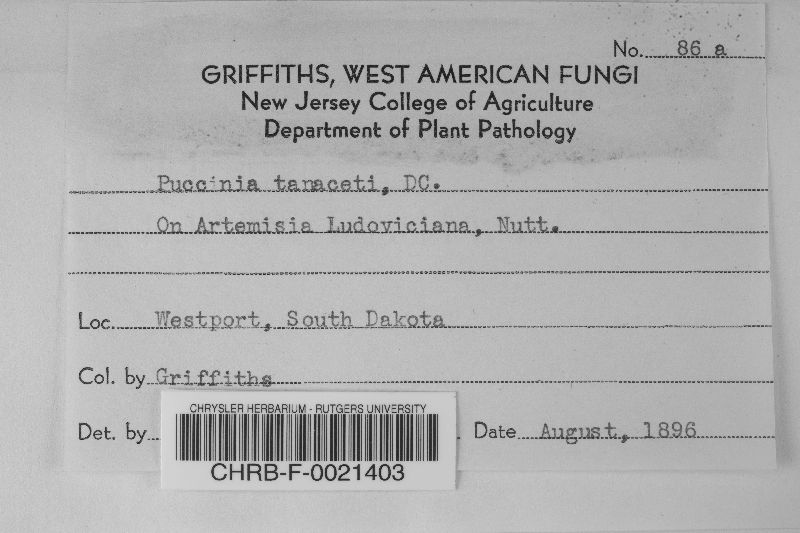 No. 86 a
GRIFFITHS, WEST AMERICAN FUNGI
New Jersey College of Agriculture
Department of Plant Pathology
Puccinia tanaceti, DC.
On Artemisia Ludoviciana, Nutt.
Loc. Westport, South Dakota
Col. by Griffiths
Det. by
Date August, 1896
CHRYSLER HERBARIUM - RUTGERS UNIVERSITY
CHRB-F-0021403